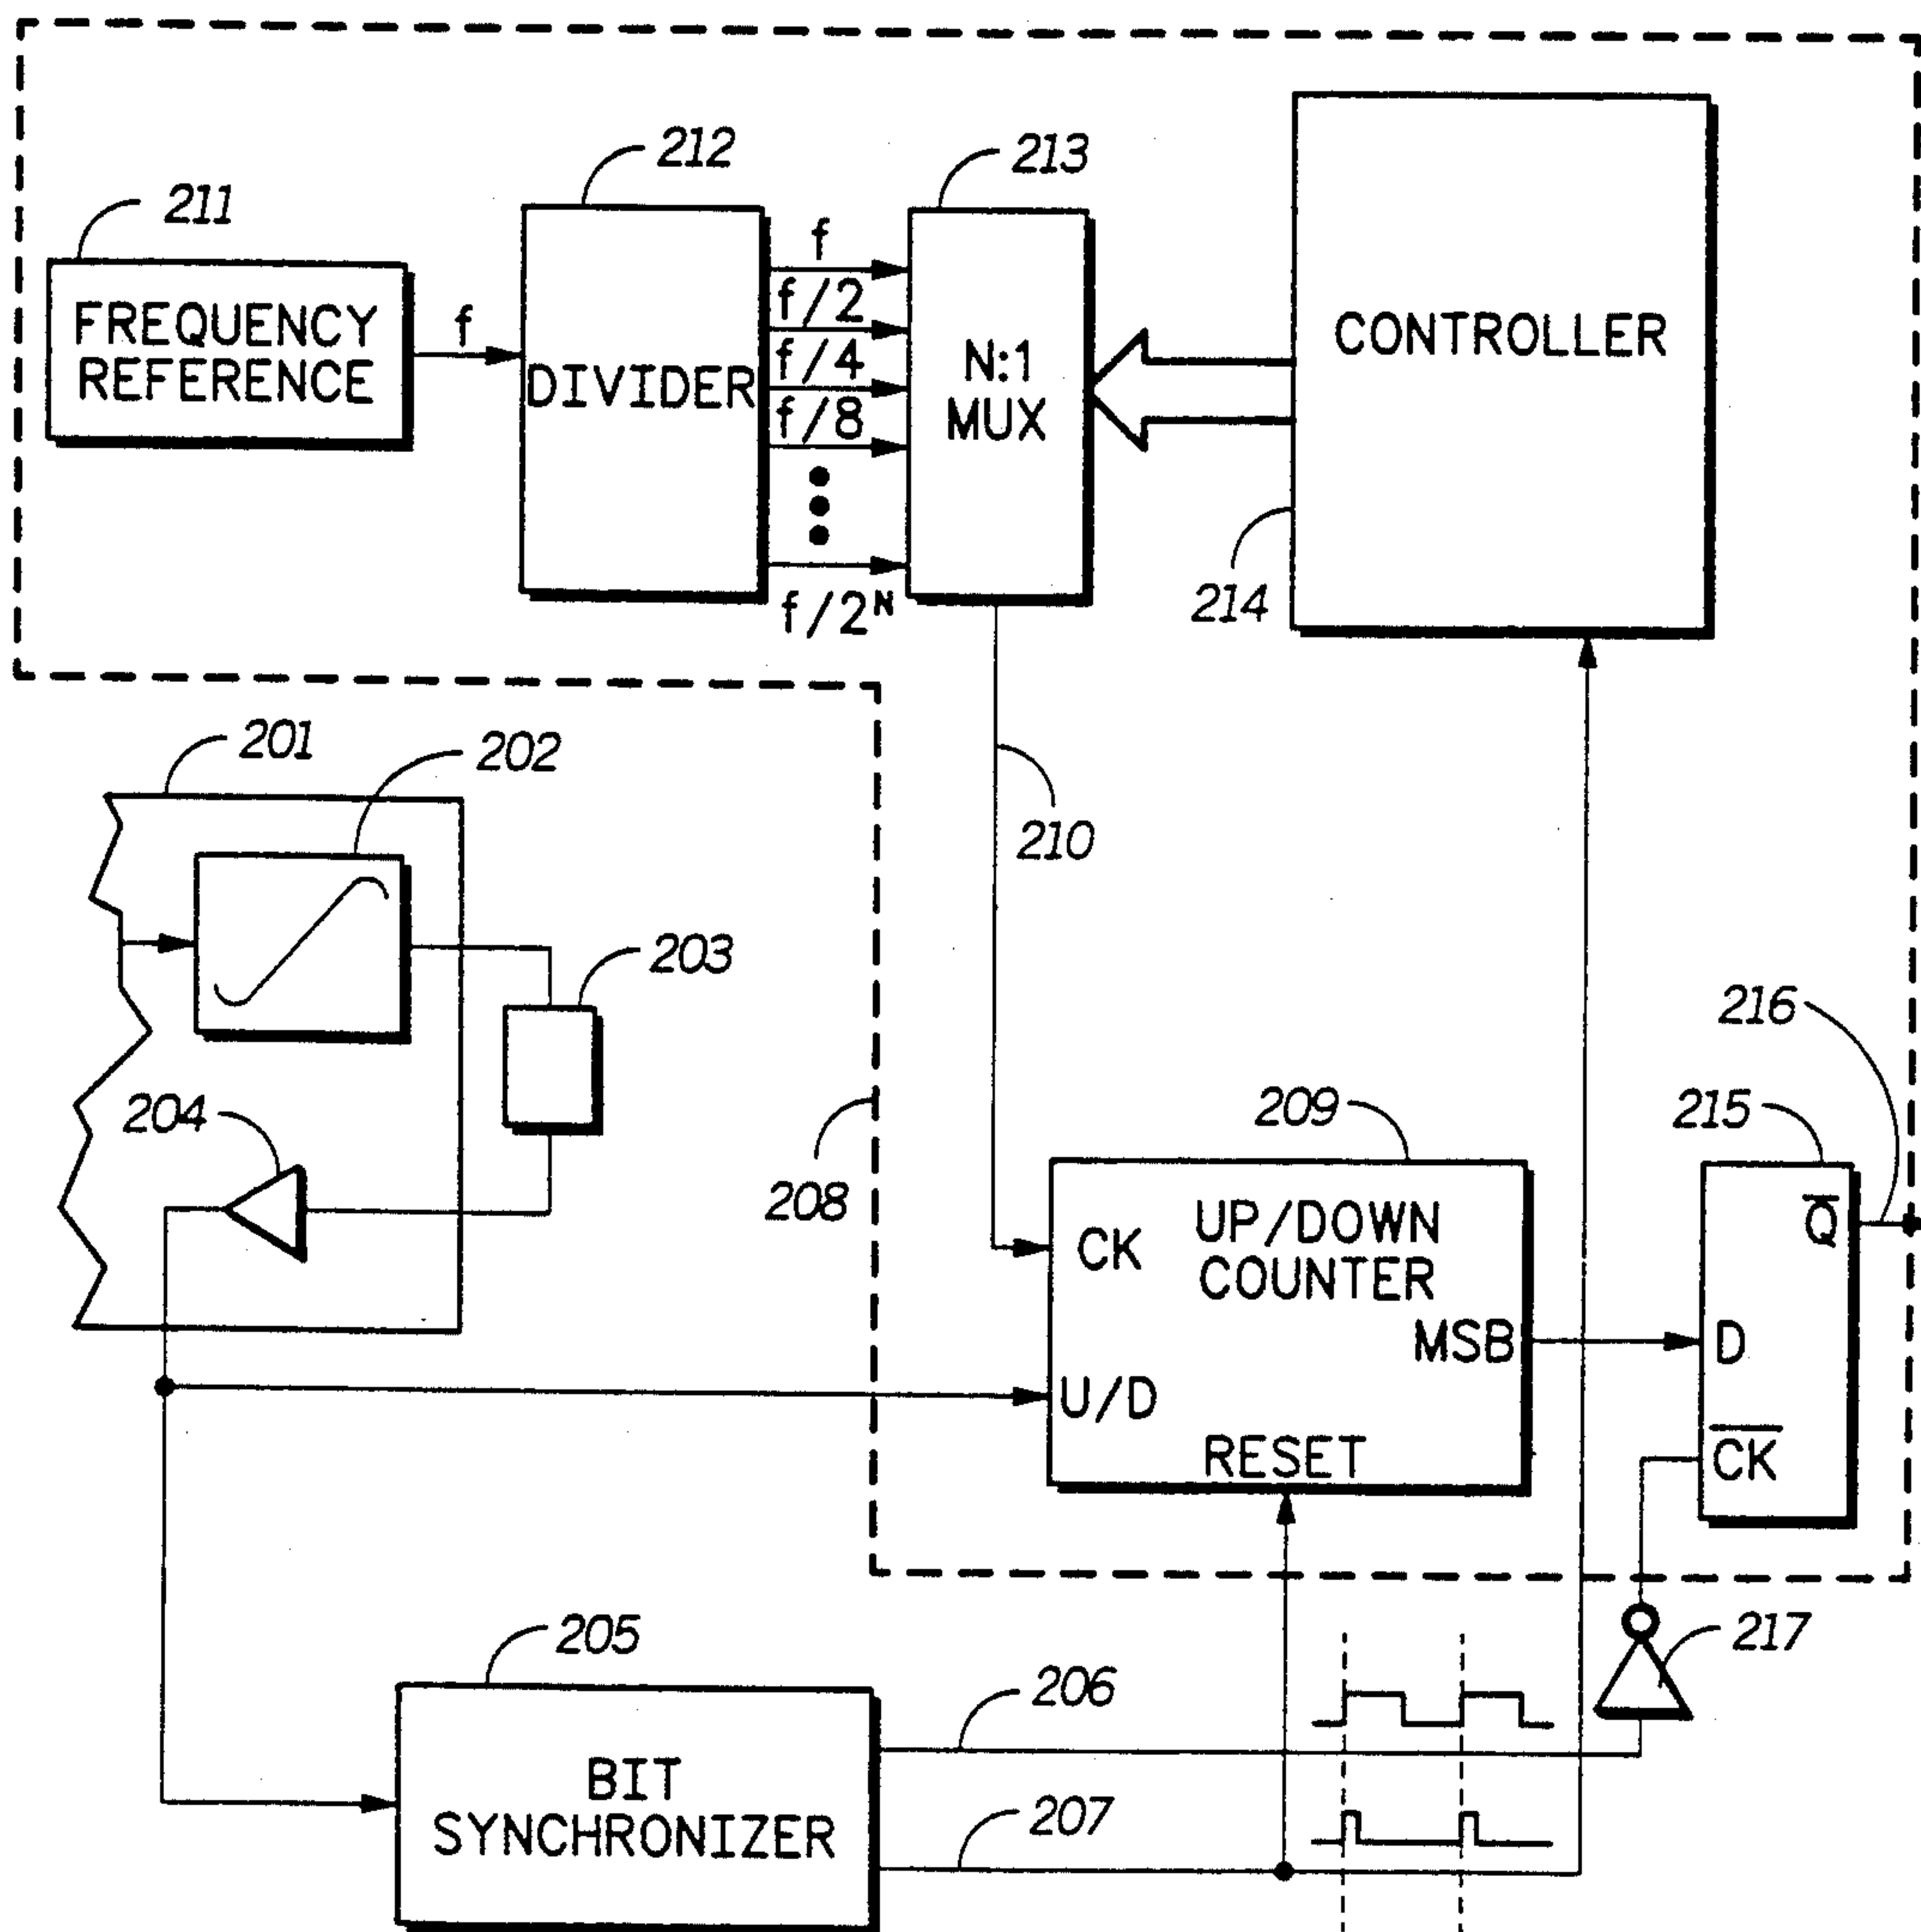 212
213
211
f
FREQUENCY
REFERENCE
f
f/2
f/4
f/8
f/2ᴺ
DIVIDER
N:1
MUX
CONTROLLER
214
201
202
210
203
216
204
208
209
215
CK
UP/DOWN
COUNTER
Q̅
MSB
D
U/D
C̅K̅
RESET
205
206
217
BIT
SYNCHRONIZER
207